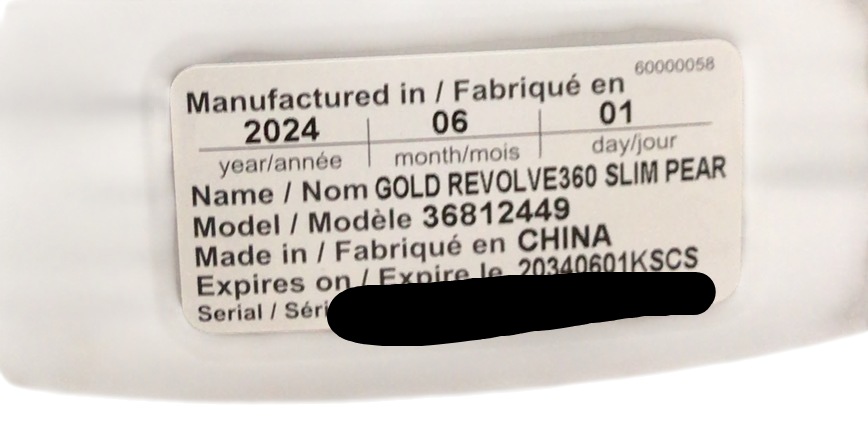 60000058
Manufactured in / Fabriqué en
2024 06 01
year/année month/mois day/jour
Name / Nom GOLD REVOLVE360 SLIM PEAR
Model / Modèle 36812449
Made in / Fabriqué en CHINA
Expires on / Expire le 20340601KSCS
Serial / Séri